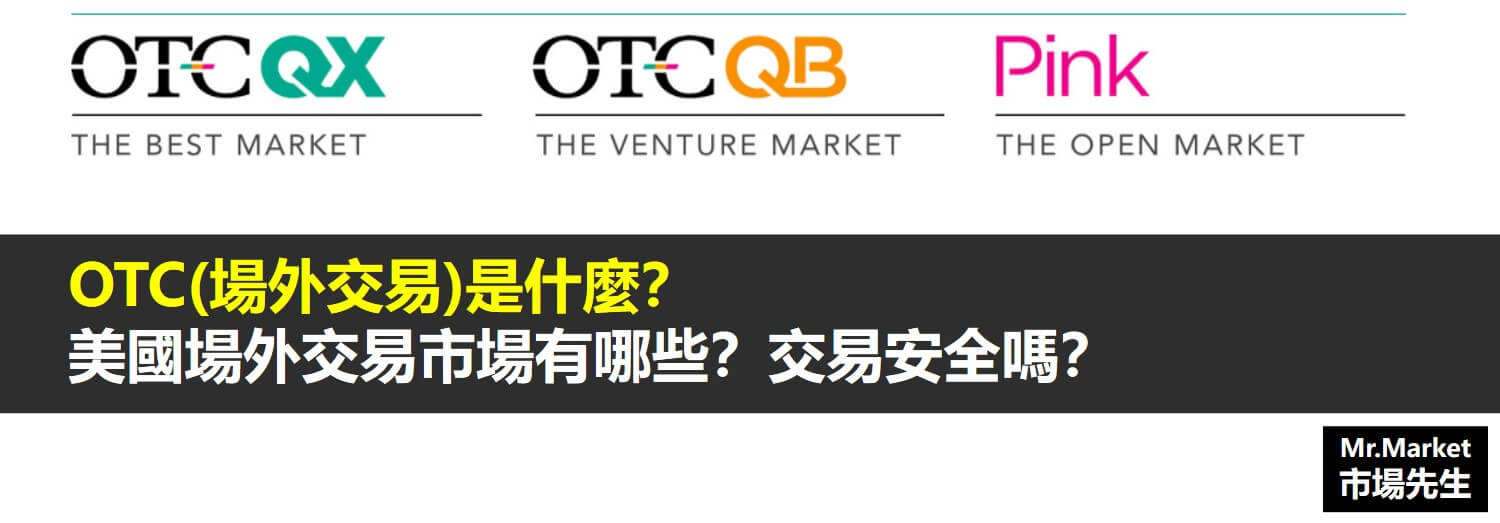 OTCQX
THE BEST MARKET
OTCQB
THE VENTURE MARKET
Pink
THE OPEN MARKET
OTC(場外交易)是什麼?
美國場外交易市場有哪些? 交易安全嗎?
Mr.Market
市場先生